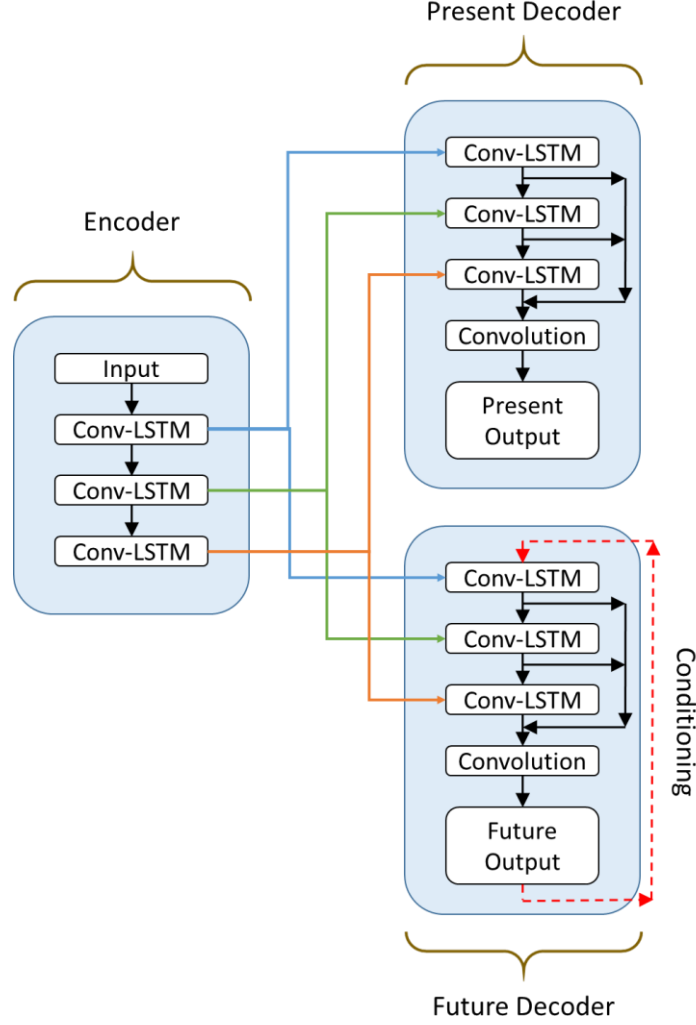 Present Decoder
Conv-LSTM
Conv-LSTM
Conv-LSTM
Convolution
Present
Output
Encoder
Input
Conv-LSTM
Conv-LSTM
Conv-LSTM
Conv-LSTM
Conv-LSTM
Conv-LSTM
Convolution
Future
Output
Conditioning
Future Decoder